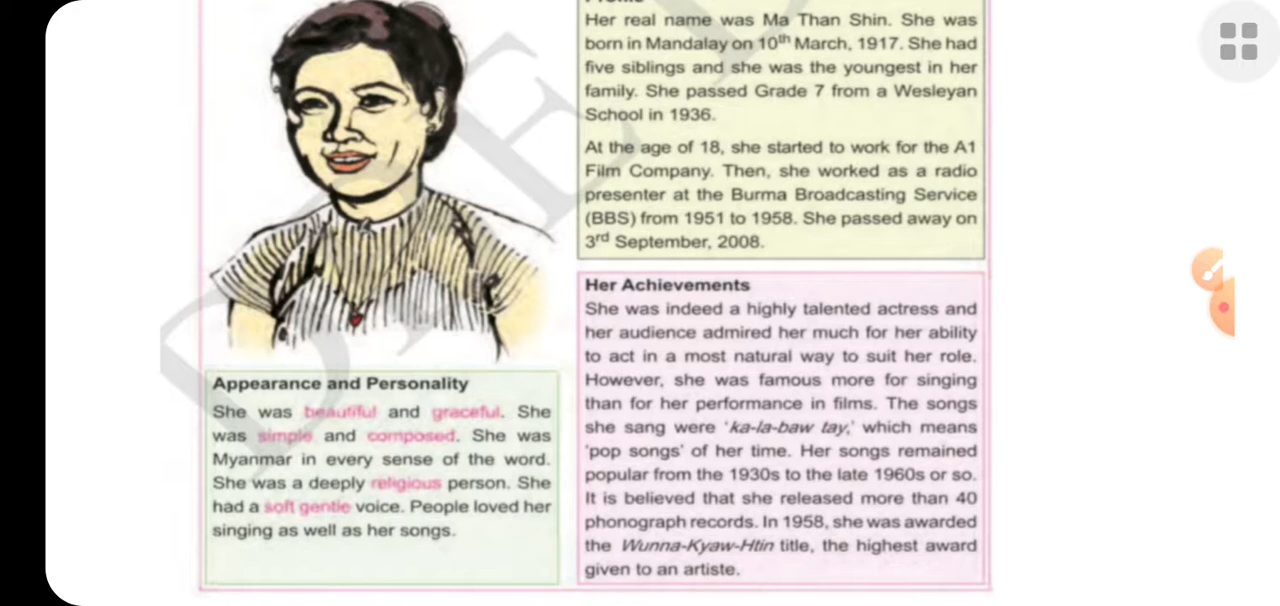 Her real name was Ma Than Shin. She was
born in Mandalay on 10th March, 1917. She had
five siblings and she was the youngest in her
family. She passed Grade 7 from a Wesleyan
School in 1936.
At the age of 18, she started to work for the A1
Film Company. Then, she worked as a radio
presenter at the Burma Broadcasting Service
(BBS) from 1951 to 1958. She passed away on
3rd September, 2008.
Her Achievements
She was indeed a highly talented actress and
her audience admired her much for her ability
to act in a most natural way to suit her role.
However, she was famous more for singing
than for her performance in films. The songs
she sang were 'ka-la-baw tay,' which means
'pop songs' of her time. Her songs remained
popular from the 1930s to the late 1960s or so.
It is believed that she released more than 40
phonograph records. In 1958, she was awarded
the Wunna-Kyaw-Htin title, the highest award
given to an artiste.
Appearance and Personality
She was beautiful and graceful. She
was simple and composed. She was
Myanmar in every sense of the word.
She was a deeply religious person. She
had a soft gentle voice. People loved her
singing as well as her songs.